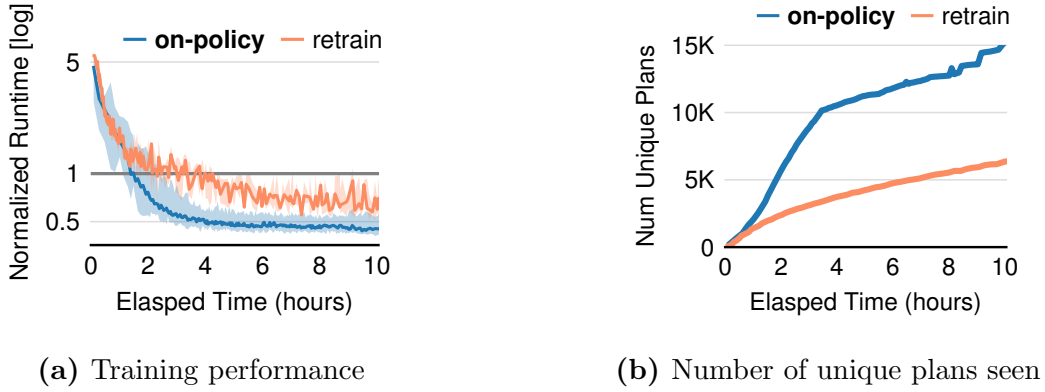 on-policy retrain
Normalized Runtime [log]
5
1
0.5
0 2 4 6 8 10
Elasped Time (hours)
(a) Training performance
on-policy retrain
Num Unique Plans
15K
10K
5K
0
0 2 4 6 8 10
Elasped Time (hours)
(b) Number of unique plans seen